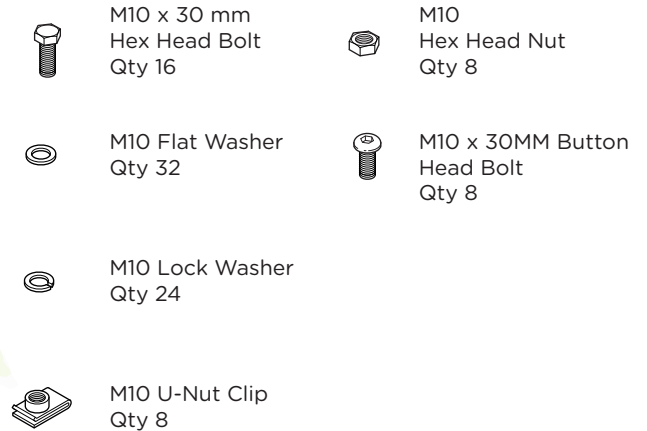 M10 x 30 mm
Hex Head Bolt
Qty 16
M10
Hex Head Nut
Qty 8
M10 Flat Washer
Qty 32
M10 x 30MM Button
Head Bolt
Qty 8
M10 Lock Washer
Qty 24
M10 U-Nut Clip
Qty 8